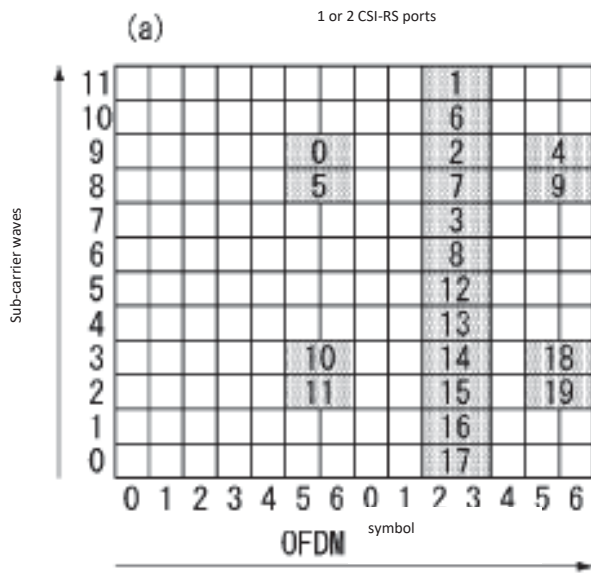 (a)
1 or 2 CSI-RS ports
11 1
10 6
9 0 2 4
8 5 7 9
7 3
6 8
5 12
4 13
3 10 14 18
2 11 15 19
1 16
0 17
0 1 2 3 4 5 6 0 1 2 3 4 5 6
Sub-carrier waves
OFDM symbol